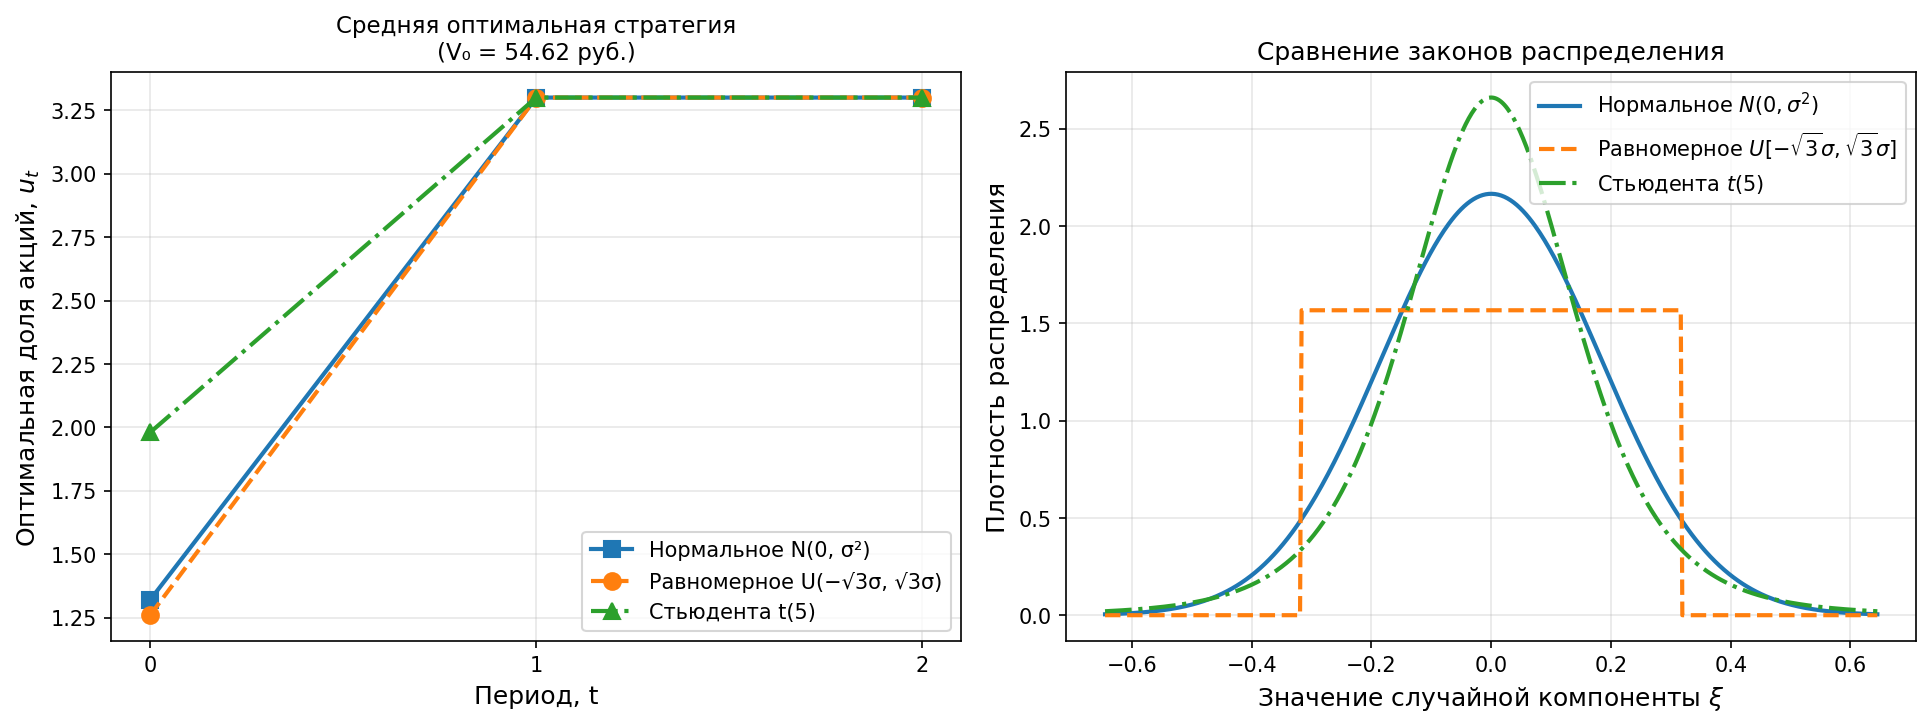 Средняя оптимальная стратегия
(V₀ = 54.62 руб.)
Оптимальная доля акций, uₜ
3.25
3.00
2.75
2.50
2.25
2.00
1.75
1.50
1.25
0
1
2
Период, t
Нормальное N(0, σ²)
Равномерное U(−√3σ, √3σ)
Стьюдента t(5)
Сравнение законов распределения
Плотность распределения
2.5
2.0
1.5
1.0
0.5
0.0
−0.6
−0.4
−0.2
0.0
0.2
0.4
0.6
Значение случайной компоненты ξ
Нормальное N(0, σ²)
Равномерное U[−√3σ, √3σ]
Стьюдента t(5)